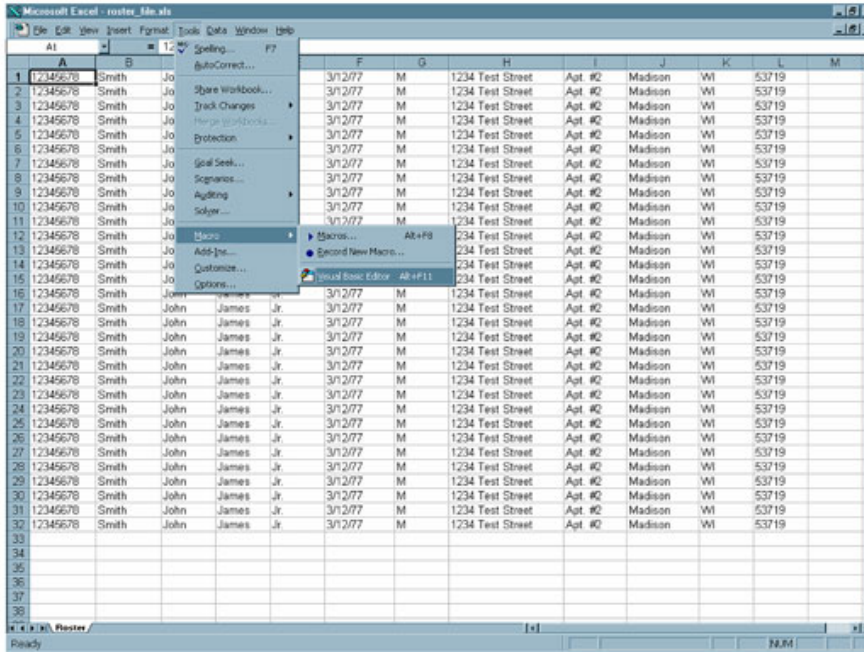 Microsoft Excel - roster_file.xls
File Edit View Insert Format Tools Data Window Help
A1 = 12
Spelling... F7
AutoCorrect...
Share Workbook...
Track Changes
Merge Workbooks...
Protection
Goal Seek...
Scenarios...
Auditing
Solver...
Macro
Add-Ins...
Customize...
Options...
Macros... Alt+F8
Record New Macro...
Visual Basic Editor Alt+F11
A B F G H I J K L M
1 12345678 Smith Jo 3/12/77 M 1234 Test Street Apt. #2 Madison WI 53719
2 12345678 Smith Jo 3/12/77 M 1234 Test Street Apt. #2 Madison WI 53719
3 12345678 Smith Jo 3/12/77 M 1234 Test Street Apt. #2 Madison WI 53719
4 12345678 Smith Jo 3/12/77 M 1234 Test Street Apt. #2 Madison WI 53719
5 12345678 Smith Jo 3/12/77 M 1234 Test Street Apt. #2 Madison WI 53719
6 12345678 Smith Jo 3/12/77 M 1234 Test Street Apt. #2 Madison WI 53719
7 12345678 Smith Jo 3/12/77 M 1234 Test Street Apt. #2 Madison WI 53719
8 12345678 Smith Jo 3/12/77 M 1234 Test Street Apt. #2 Madison WI 53719
9 12345678 Smith Jo 3/12/77 M 1234 Test Street Apt. #2 Madison WI 53719
10 12345678 Smith Jo 3/12/77 M 1234 Test Street Apt. #2 Madison WI 53719
11 12345678 Smith Jo 3/12/77 M 1234 Test Street Apt. #2 Madison WI 53719
12 12345678 Smith Jo 1234 Test Street Apt. #2 Madison WI 53719
13 12345678 Smith Jo 1234 Test Street Apt. #2 Madison WI 53719
14 12345678 Smith Jo 1234 Test Street Apt. #2 Madison WI 53719
15 12345678 Smith Jo 1234 Test Street Apt. #2 Madison WI 53719
16 12345678 Smith John James Jr. 3/12/77 M 1234 Test Street Apt. #2 Madison WI 53719
17 12345678 Smith John James Jr. 3/12/77 M 1234 Test Street Apt. #2 Madison WI 53719
18 12345678 Smith John James Jr. 3/12/77 M 1234 Test Street Apt. #2 Madison WI 53719
19 12345678 Smith John James Jr. 3/12/77 M 1234 Test Street Apt. #2 Madison WI 53719
20 12345678 Smith John James Jr. 3/12/77 M 1234 Test Street Apt. #2 Madison WI 53719
21 12345678 Smith John James Jr. 3/12/77 M 1234 Test Street Apt. #2 Madison WI 53719
22 12345678 Smith John James Jr. 3/12/77 M 1234 Test Street Apt. #2 Madison WI 53719
23 12345678 Smith John James Jr. 3/12/77 M 1234 Test Street Apt. #2 Madison WI 53719
24 12345678 Smith John James Jr. 3/12/77 M 1234 Test Street Apt. #2 Madison WI 53719
25 12345678 Smith John James Jr. 3/12/77 M 1234 Test Street Apt. #2 Madison WI 53719
26 12345678 Smith John James Jr. 3/12/77 M 1234 Test Street Apt. #2 Madison WI 53719
27 12345678 Smith John James Jr. 3/12/77 M 1234 Test Street Apt. #2 Madison WI 53719
28 12345678 Smith John James Jr. 3/12/77 M 1234 Test Street Apt. #2 Madison WI 53719
29 12345678 Smith John James Jr. 3/12/77 M 1234 Test Street Apt. #2 Madison WI 53719
30 12345678 Smith John James Jr. 3/12/77 M 1234 Test Street Apt. #2 Madison WI 53719
31 12345678 Smith John James Jr. 3/12/77 M 1234 Test Street Apt. #2 Madison WI 53719
32 12345678 Smith John James Jr. 3/12/77 M 1234 Test Street Apt. #2 Madison WI 53719
33
34
35
36
37
38
Roster
Ready NUM